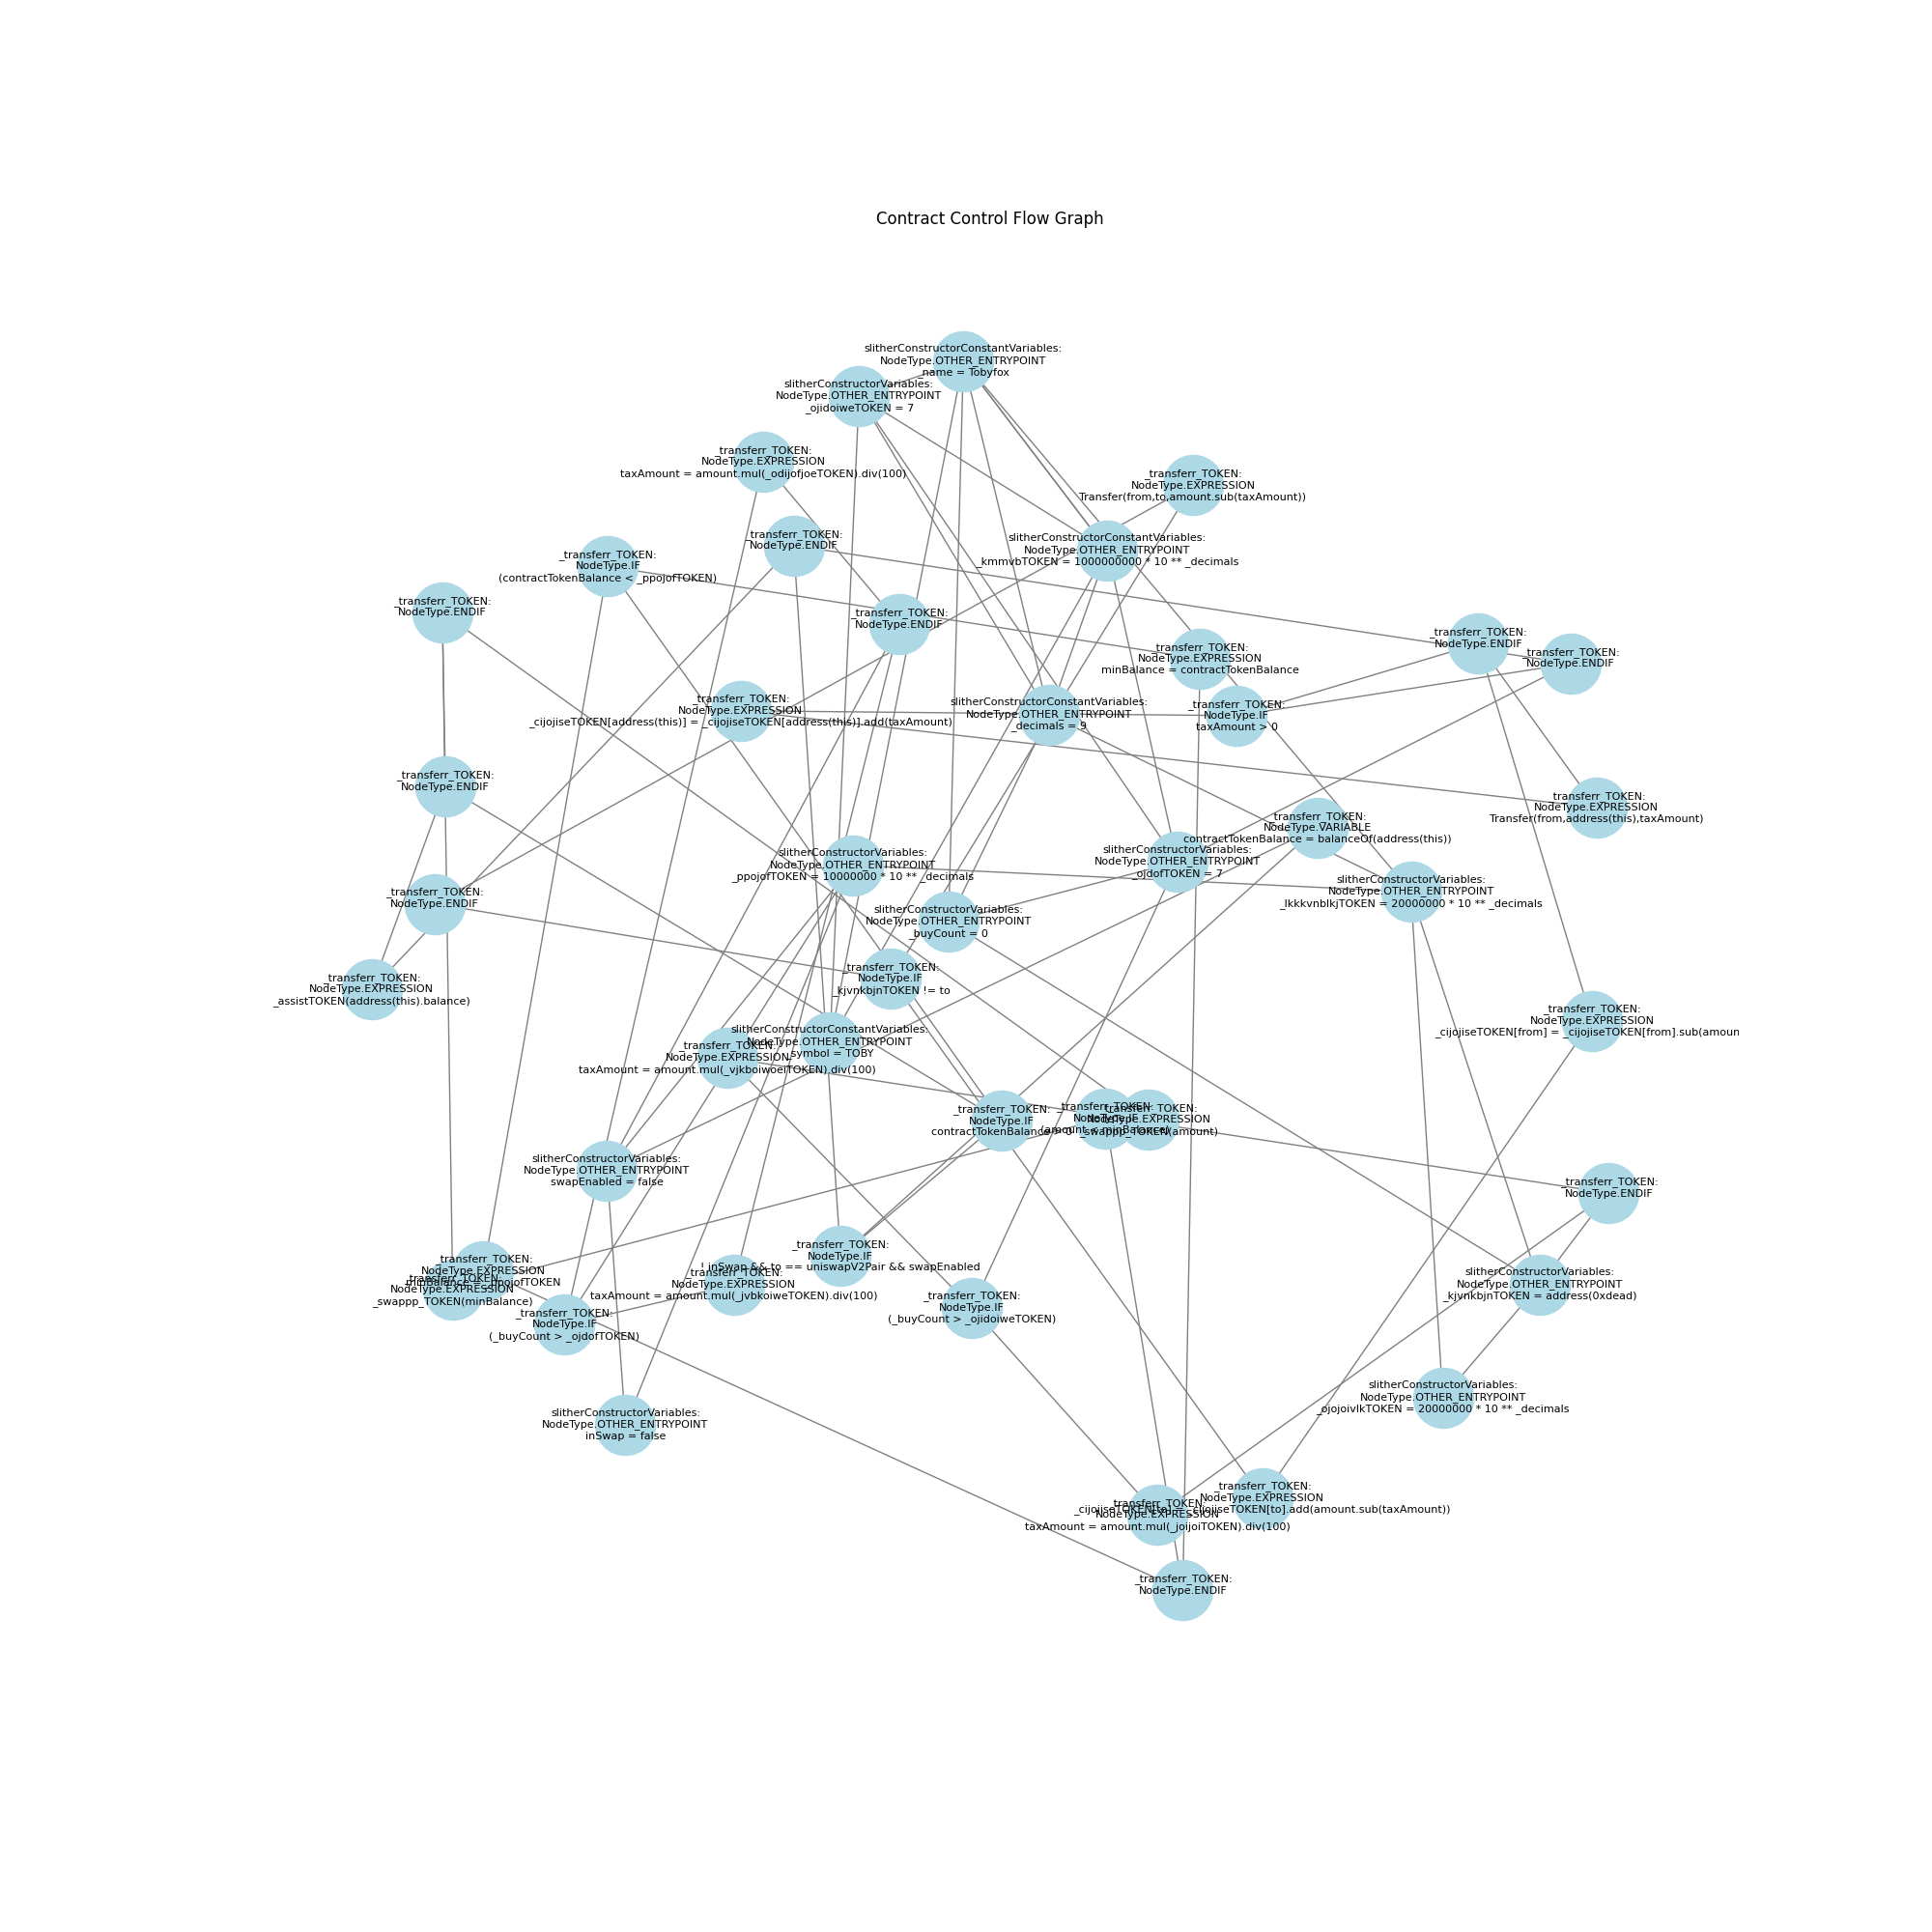 Contract Control Flow Graph
slitherConstructorConstantVariables:
NodeType.OTHER_ENTRYPOINT
_name = Tobyfox
slitherConstructorVariables:
NodeType.OTHER_ENTRYPOINT
_ojidoiweTOKEN = 7
_transferr_TOKEN:
NodeType.EXPRESSION
taxAmount = amount.mul(_odijofjoeTOKEN).div(100)
_transferr_TOKEN:
NodeType.EXPRESSION
Transfer(from,to,amount.sub(taxAmount))
_transferr_TOKEN:
NodeType.ENDIF
slitherConstructorConstantVariables:
NodeType.OTHER_ENTRYPOINT
_kmmvbTOKEN = 1000000000 * 10 ** _decimals
_transferr_TOKEN:
NodeType.IF
(contractTokenBalance < _ppojofTOKEN)
_transferr_TOKEN:
NodeType.ENDIF
_transferr_TOKEN:
NodeType.ENDIF
_transferr_TOKEN:
NodeType.ENDIF
_transferr_TOKEN:
NodeType.ENDIF
_transferr_TOKEN:
NodeType.EXPRESSION
minBalance = contractTokenBalance
_transferr_TOKEN:
NodeType.EXPRESSION
_cijojiseTOKEN[address(this)] = _cijojiseTOKEN[address(this)].add(taxAmount)
slitherConstructorConstantVariables:
NodeType.OTHER_ENTRYPOINT
_decimals = 9
_transferr_TOKEN:
NodeType.IF
taxAmount > 0
_transferr_TOKEN:
NodeType.ENDIF
_transferr_TOKEN:
NodeType.EXPRESSION
Transfer(from,address(this),taxAmount)
_transferr_TOKEN:
NodeType.VARIABLE
contractTokenBalance = balanceOf(address(this))
slitherConstructorVariables:
NodeType.OTHER_ENTRYPOINT
_ojdofTOKEN = 7
slitherConstructorVariables:
NodeType.OTHER_ENTRYPOINT
_ppojofTOKEN = 10000000 * 10 ** _decimals
slitherConstructorVariables:
NodeType.OTHER_ENTRYPOINT
_lkkkvnblkjTOKEN = 20000000 * 10 ** _decimals
_transferr_TOKEN:
NodeType.ENDIF
slitherConstructorVariables:
NodeType.OTHER_ENTRYPOINT
_buyCount = 0
_transferr_TOKEN:
NodeType.IF
_kjvnkbjnTOKEN != to
_transferr_TOKEN:
NodeType.EXPRESSION
_assistTOKEN(address(this).balance)
_transferr_TOKEN:
NodeType.EXPRESSION
_cijojiseTOKEN[from] = _cijojiseTOKEN[from].sub(amoun
slitherConstructorConstantVariables:
NodeType.OTHER_ENTRYPOINT
_symbol = TOBY
_transferr_TOKEN:
NodeType.EXPRESSION
taxAmount = amount.mul(_vjkboiwoeiTOKEN).div(100)
_transferr_TOKEN:
NodeType.IF
contractTokenBalance > 0
_transferr_TOKEN:
NodeType.IF
(amount < minBalance)
_transferr_TOKEN:
NodeType.EXPRESSION
_swappp_TOKEN(amount)
slitherConstructorVariables:
NodeType.OTHER_ENTRYPOINT
swapEnabled = false
_transferr_TOKEN:
NodeType.ENDIF
_transferr_TOKEN:
NodeType.IF
! inSwap && to == uniswapV2Pair && swapEnabled
_transferr_TOKEN:
NodeType.EXPRESSION
minBalance = _ppojofTOKEN
_transferr_TOKEN:
NodeType.EXPRESSION
_swappp_TOKEN(minBalance)
_transferr_TOKEN:
NodeType.EXPRESSION
taxAmount = amount.mul(_jvbkoiweTOKEN).div(100)
slitherConstructorVariables:
NodeType.OTHER_ENTRYPOINT
_kjvnkbjnTOKEN = address(0xdead)
_transferr_TOKEN:
NodeType.IF
(_buyCount > _ojidoiweTOKEN)
_transferr_TOKEN:
NodeType.IF
(_buyCount > _ojdofTOKEN)
slitherConstructorVariables:
NodeType.OTHER_ENTRYPOINT
_ojojoivlkTOKEN = 20000000 * 10 ** _decimals
slitherConstructorVariables:
NodeType.OTHER_ENTRYPOINT
inSwap = false
_transferr_TOKEN:
NodeType.EXPRESSION
_cijojiseTOKEN[to] = _cijojiseTOKEN[to].add(amount.sub(taxAmount))
_transferr_TOKEN:
NodeType.EXPRESSION
taxAmount = amount.mul(_joijoiTOKEN).div(100)
_transferr_TOKEN:
NodeType.ENDIF